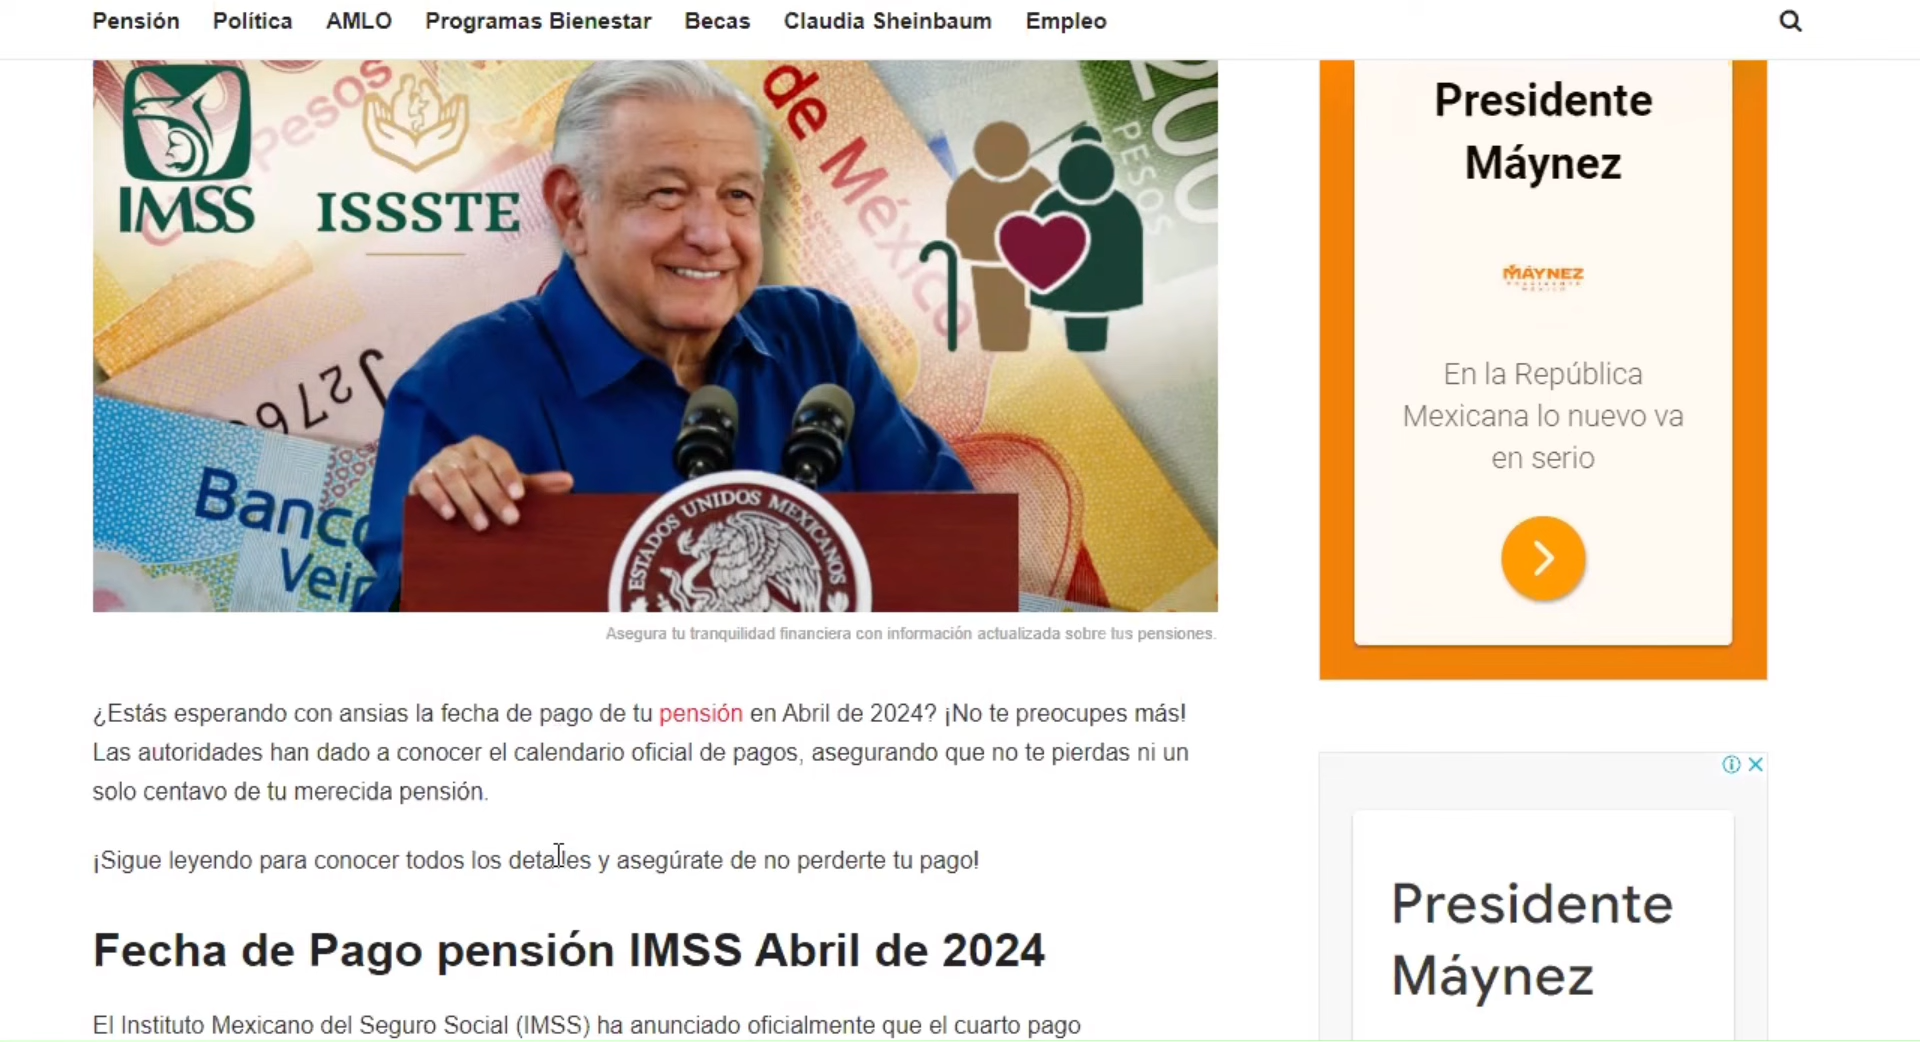 Pensión Política AMLO Programas Bienestar Becas Claudia Sheinbaum Empleo
IMSS
ISSSTE
Pesos
de México
200
PESOS
J276
Banco
ESTADOS UNIDOS MEXICANOS
Asegura tu tranquilidad financiera con información actualizada sobre tus pensiones.
¿Estás esperando con ansias la fecha de pago de tu pensión en Abril de 2024? ¡No te preocupes más!
Las autoridades han dado a conocer el calendario oficial de pagos, asegurando que no te pierdas ni un
solo centavo de tu merecida pensión.
¡Sigue leyendo para conocer todos los detalles y asegúrate de no perderte tu pago!
Fecha de Pago pensión IMSS Abril de 2024
El Instituto Mexicano del Seguro Social (IMSS) ha anunciado oficialmente que el cuarto pago
Presidente
Máynez
MÁYNEZ
En la República
Mexicana lo nuevo va
en serio
Presidente
Máynez